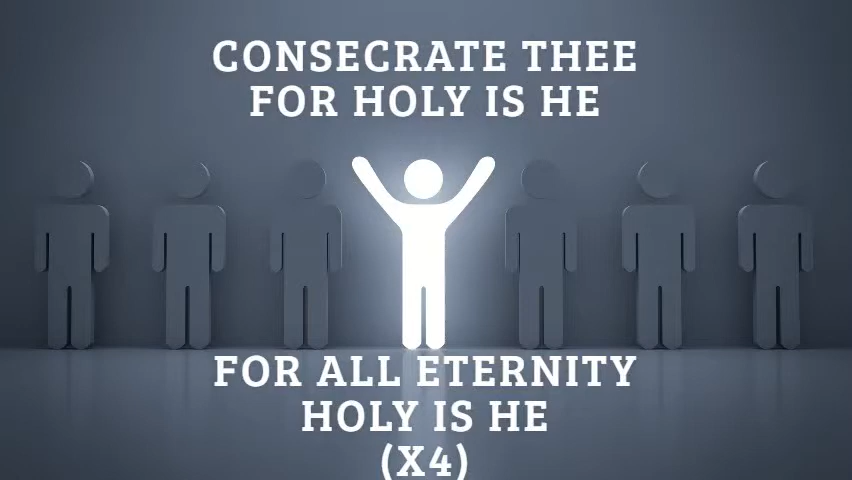 CONSECRATE THEE
FOR HOLY IS HE
FOR ALL ETERNITY
HOLY IS HE
(X4)